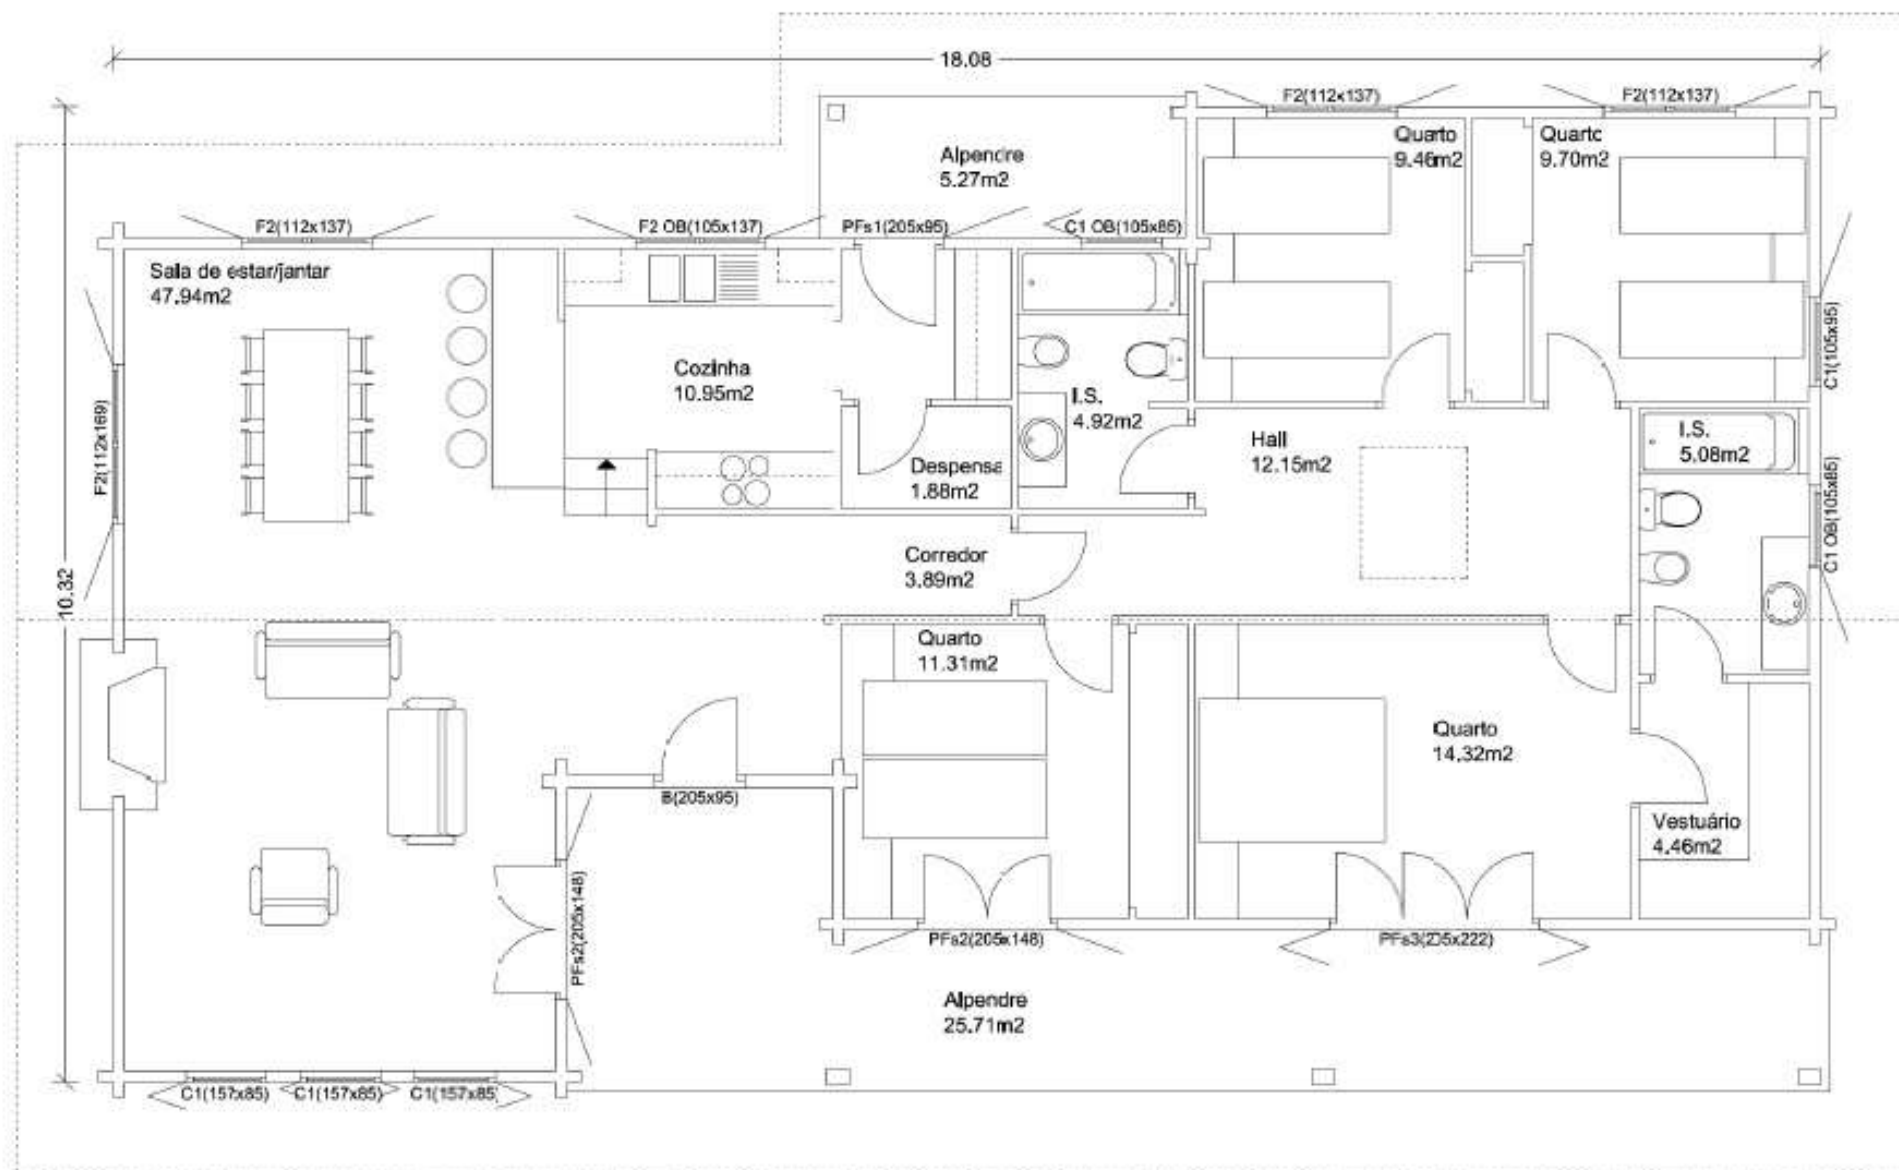 18.08
F2(112x137)
F2(112x137)
Quarto
9.46m2
Quarto
9.70m2
Alpendre
5.27m2
F2(112x137)
F2 OB(105x137)
PFs1(205x95)
C1 OB(105x85)
Sala de estar/jantar
47.94m2
C1(105x95)
Cozinha
10.95m2
I.S.
4.92m2
F2(112x169)
Hall
12.15m2
I.S.
5.08m2
Despensa
1.88m2
C1 OB(105x85)
Corredor
3.89m2
10.32
Quarto
11.31m2
Quarto
14.32m2
B(205x95)
Vestuário
4.46m2
PFs2(205x148)
PFs2(205x148)
PFs3(205x222)
Alpendre
25.71m2
C1(157x85)
C1(157x85)
C1(157x85)